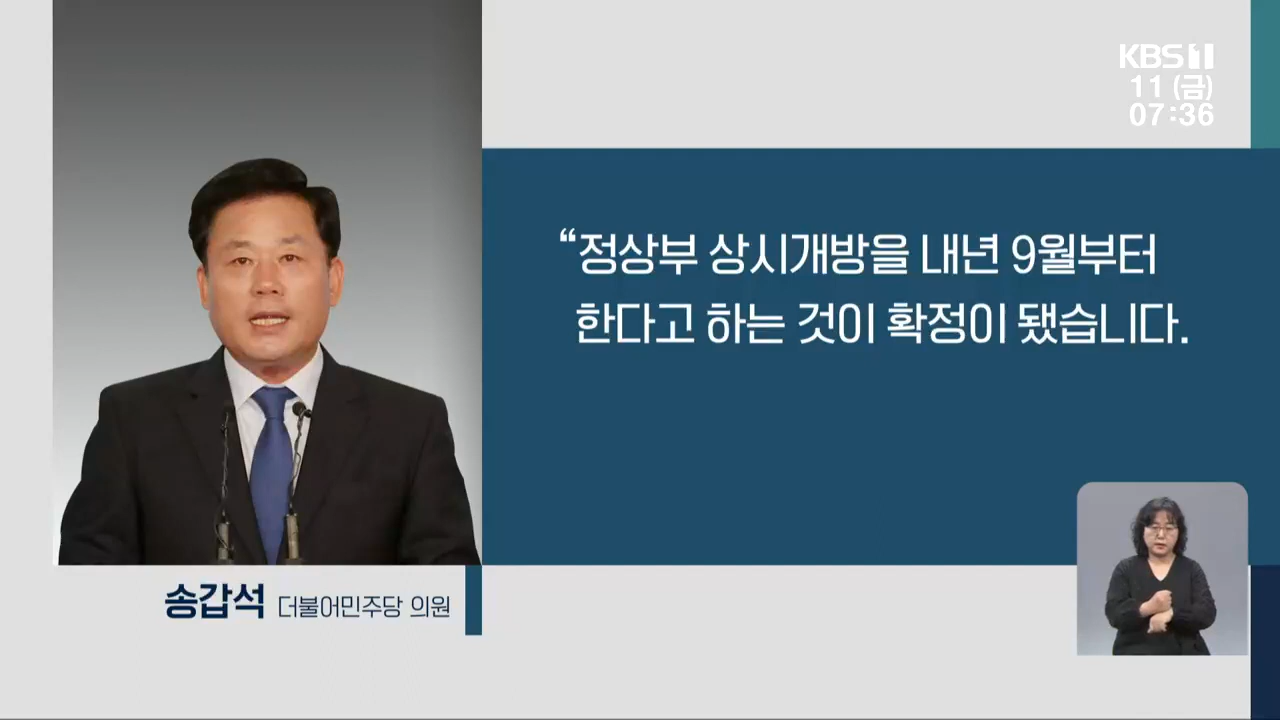 KBS 1
11 (금)
07:36
“정상부 상시개방을 내년 9월부터
한다고 하는 것이 확정이 됐습니다.
송갑석 더불어민주당 의원